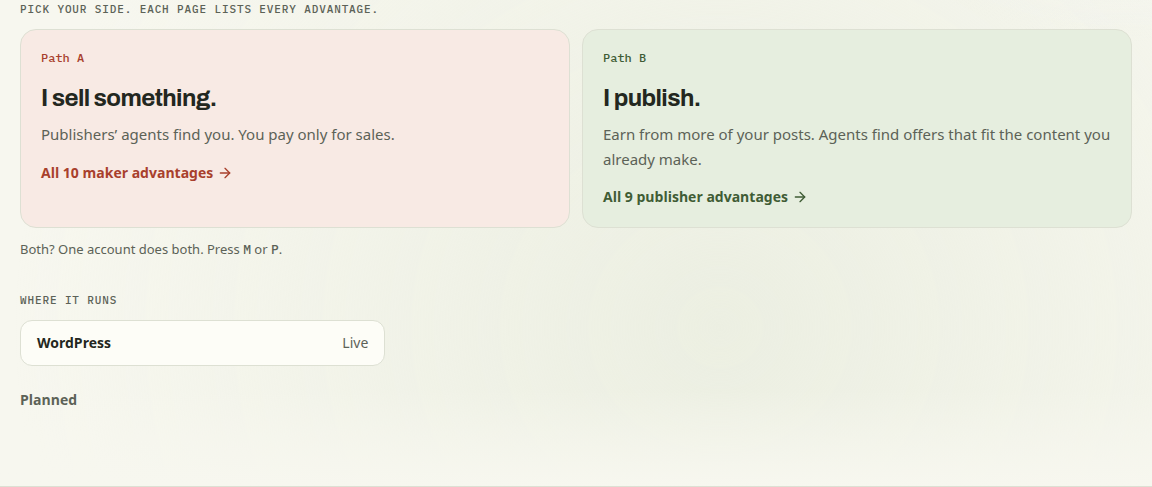 PICK YOUR SIDE. EACH PAGE LISTS EVERY ADVANTAGE.
Path A
I sell something.
Publishers’ agents find you. You pay only for sales.
All 10 maker advantages →
Path B
I publish.
Earn from more of your posts. Agents find offers that fit the content you
already make.
All 9 publisher advantages →
Both? One account does both. Press M or P.
WHERE IT RUNS
WordPress
Live
Planned